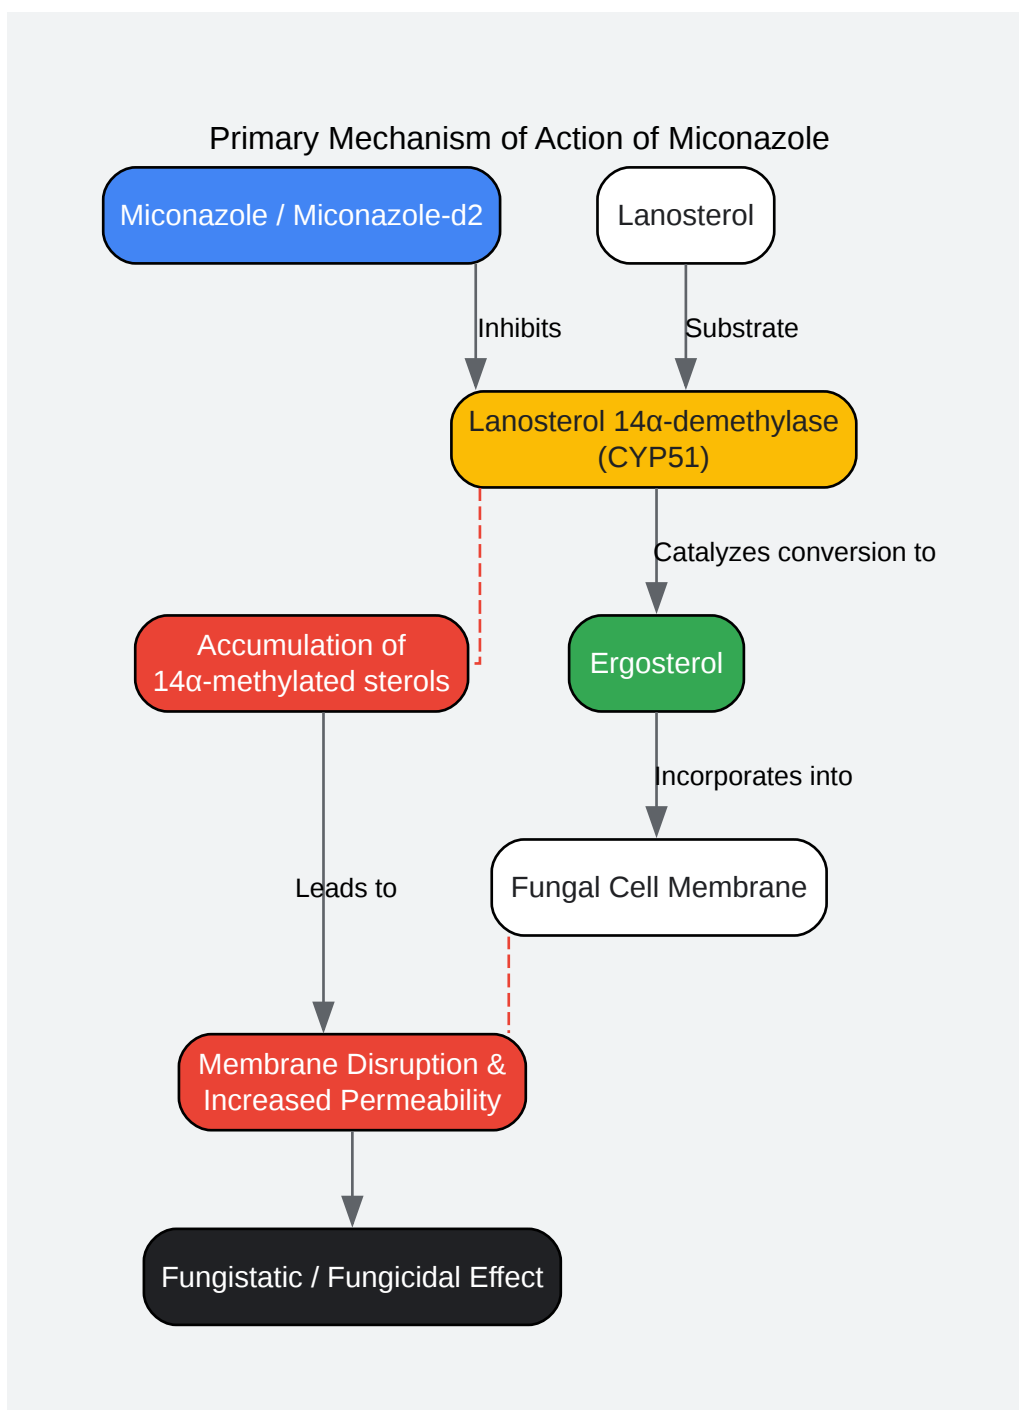 Primary Mechanism of Action of Miconazole
Miconazole / Miconazole-d2
Lanosterol
Inhibits
Substrate
Lanosterol 14α-demethylase
(CYP51)
Catalyzes conversion to
Accumulation of
14α-methylated sterols
Ergosterol
Incorporates into
Leads to
Fungal Cell Membrane
Membrane Disruption &
Increased Permeability
Fungistatic / Fungicidal Effect